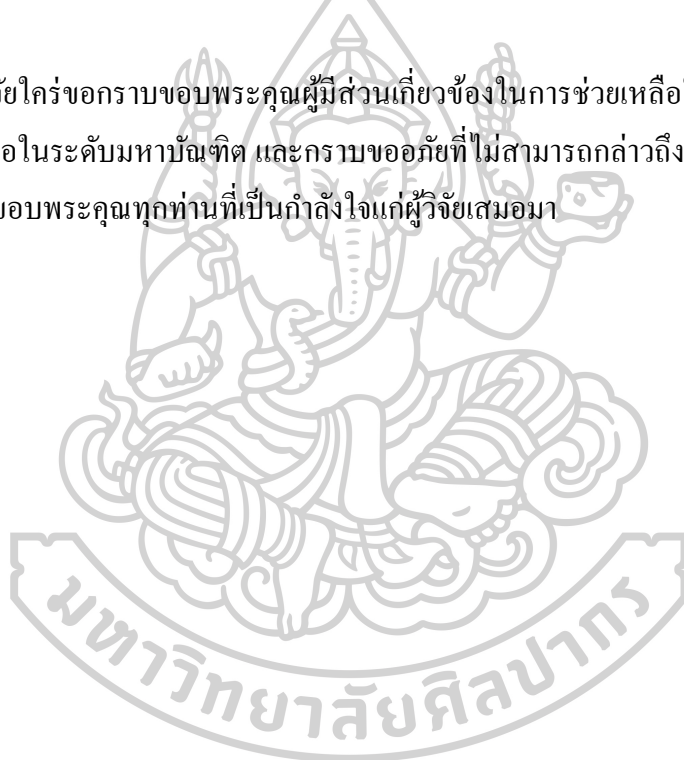 ัยใคร่ขอกราบขอบพระคุณผู้มีส่วนเกี่ยวข้องในการช่วยเหลือ
อในระดับมหาบัณฑิต และกราบขออภัยที่ไม่สามารถกล่าวถึง
ขอบพระคุณทุกท่านที่เป็นกำลังใจแก่ผู้วิจัยเสมอมา
มหาวิทยาลัยศิลปากร